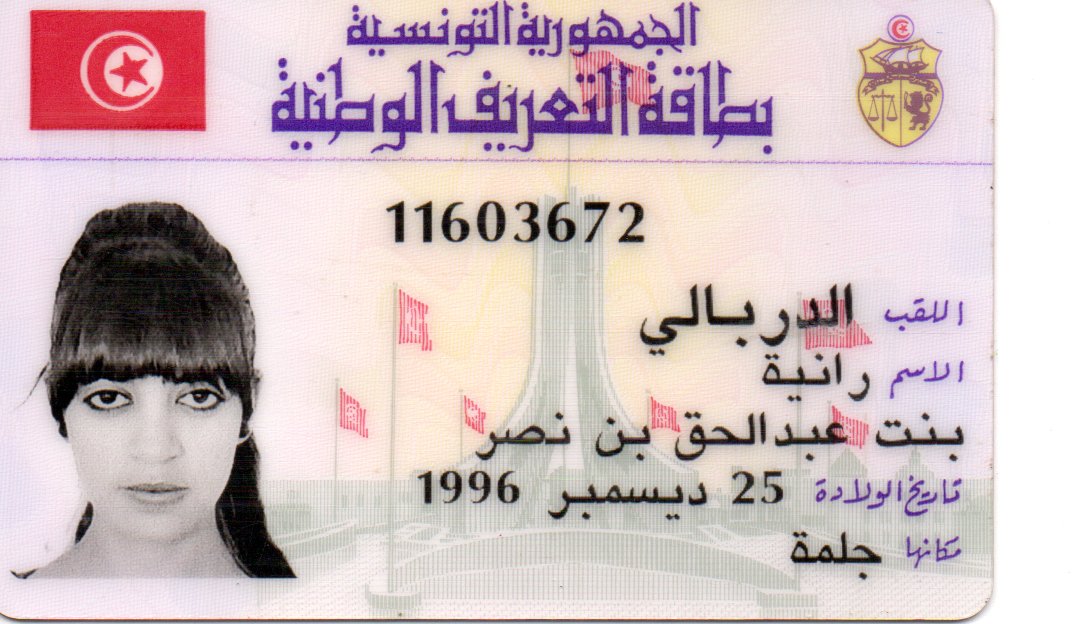 الجمهورية التونسية
بطاقة التعريف الوطنية
11603672
اللقب الدربالي
الاسم رانية
بنت عبدالحق بن نصر
تاريخ الولادة 25 ديسمبر 1996
مكانها جلمة